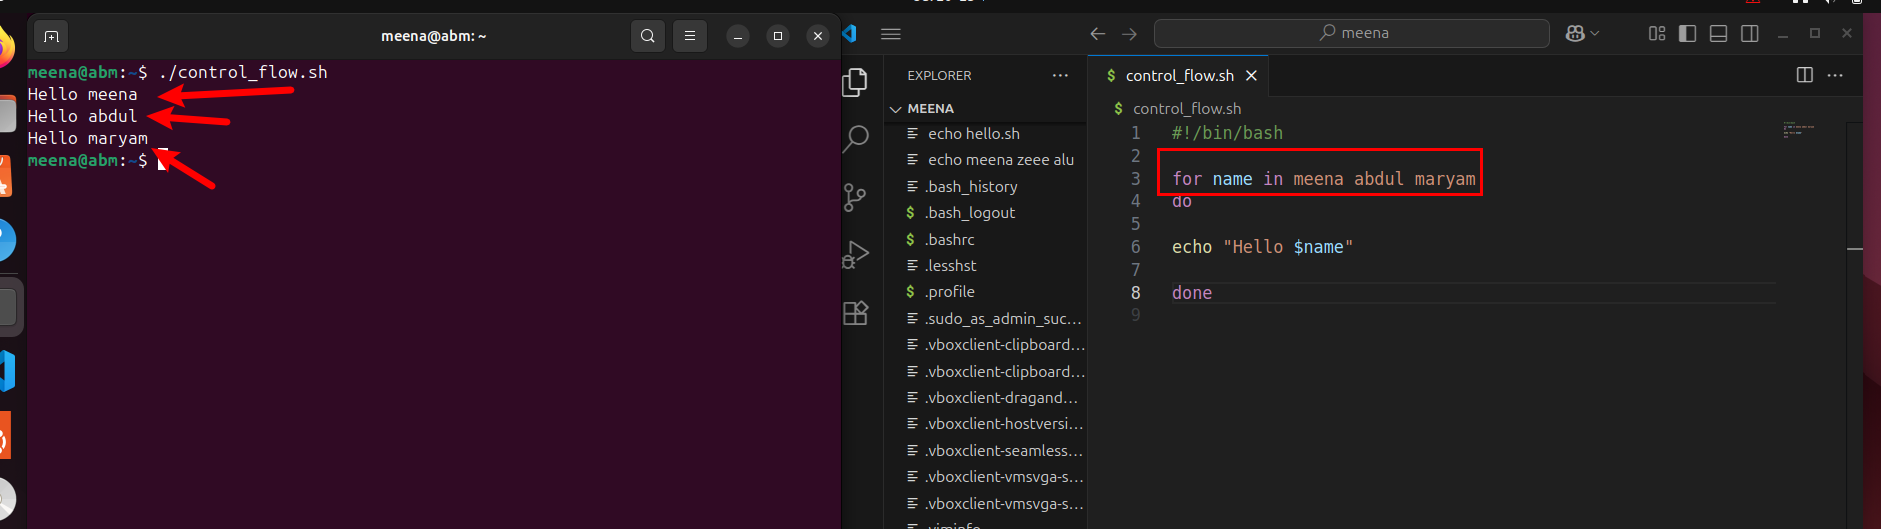 meena@abm: ~
meena@abm:~$ ./control_flow.sh
Hello meena
Hello abdul
Hello maryam
meena@abm:~$
meena
EXPLORER
MEENA
echo hello.sh
echo meena zeee alu
.bash_history
$ .bash_logout
$ .bashrc
.lesshst
$ .profile
.sudo_as_admin_suc...
.vboxclient-clipboard...
.vboxclient-clipboard...
.vboxclient-dragand...
.vboxclient-hostversi...
.vboxclient-seamless...
.vboxclient-vmsvga-s...
.vboxclient-vmsvga-s...
.viminfo
$ control_flow.sh
$ control_flow.sh
1 #!/bin/bash
2
3 for name in meena abdul maryam
4 do
5
6 echo "Hello $name"
7
8 done
9